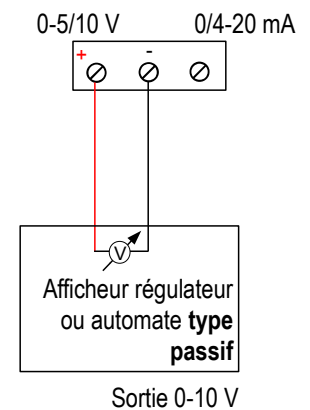 0-5/10 V 0/4-20 mA
+ -
V
Afficheur régulateur
ou automate type
passif
Sortie 0-10 V